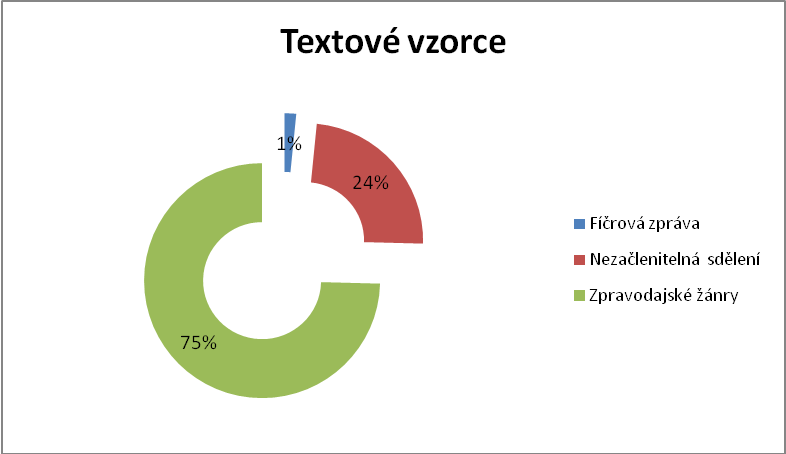 Textové vzorce
1%
24%
75%
Fíčrová zpráva
Nezačlenitelná sdělení
Zpravodajské žánry